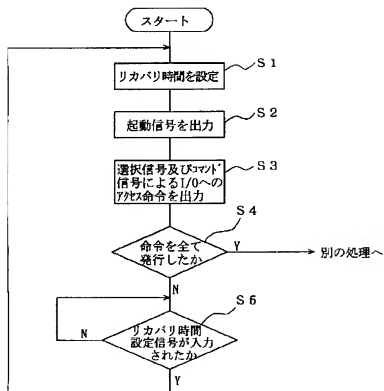 スタート
S1
リカバリ時間を設定
S2
起動信号を出力
S3
選択信号及びコマンド
信号によるI/Oへの
アクセス命令を出力
S4
命令を全て
発行したか
Y
別の処理へ
N
S5
リカバリ時間
設定信号が入力
されたか
N
Y